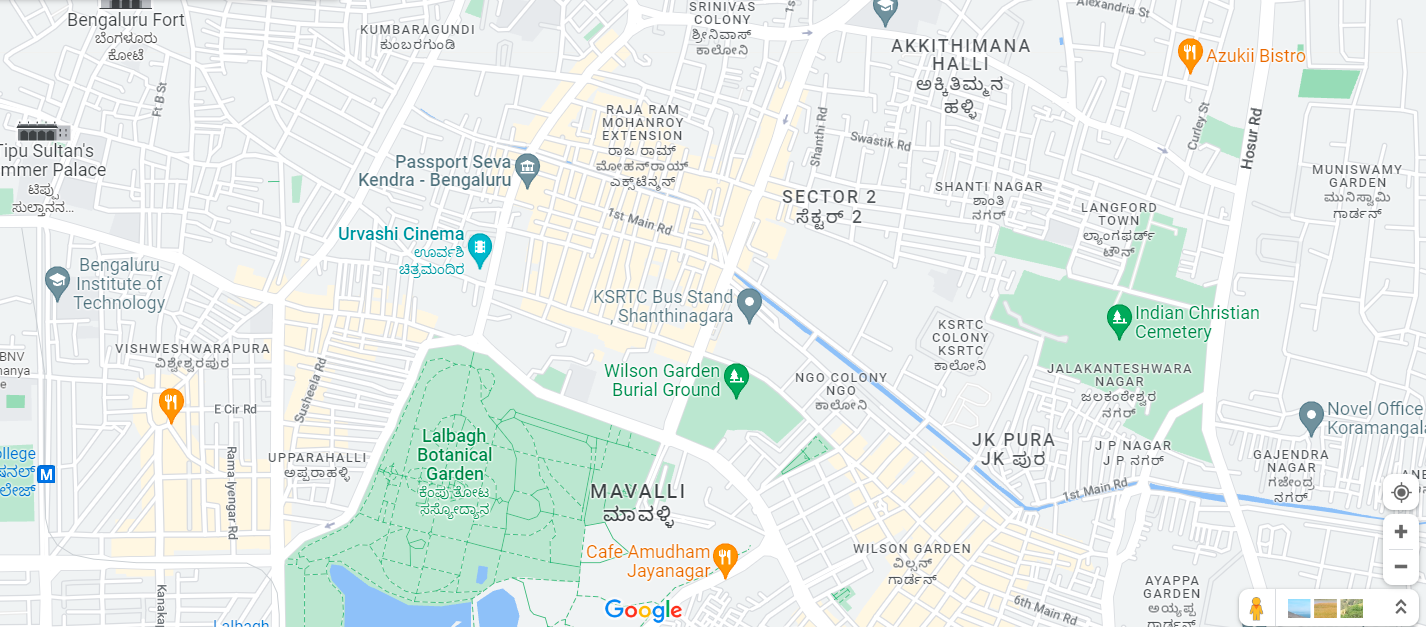 Bengaluru Fort
ಬೆಂಗಳೂರು
ಕೋಟೆ
KUMBARAGUNDI
ಕುಂಬರಗುಂಡಿ
SRINIVAS
COLONY
ಶ್ರೀನಿವಾಸ್
ಕಾಲೋನಿ
Alexandria St
AKKITHIMANA
HALLI
ಅಕ್ಕಿತಿಮ್ಮನ
ಹಳ್ಳಿ
Azukii Bistro
Ft B St
RAJA RAM
MOHANROY
EXTENSION
ರಾಜ ರಾಮ್
ಮೋಹನ್‌ರಾಯ್
ಎಕ್ಸ್‌ಟೆನ್ಶನ್
Shanthi Rd
Swastik Rd
Curley St
Hosur Rd
Tipu Sultan's
mmer Palace
ಟಿಪ್ಪು
ಸುಲ್ತಾನನ...
Passport Seva
Kendra - Bengaluru
1st Main Rd
SECTOR 2
ಸೆಕ್ಟರ್ 2
SHANTI NAGAR
ಶಾಂತಿ
ನಗರ್
LANGFORD
TOWN
ಲ್ಯಾಂಗಫರ್ಡ್
ಟೌನ್
MUNISWAMY
GARDEN
ಮುನಿಸ್ವಾಮಿ
ಗಾರ್ಡನ್
Urvashi Cinema
ಊರ್ವಶಿ
ಚಿತ್ರಮಂದಿರ
Bengaluru
Institute of
Technology
KSRTC Bus Stand
, Shanthinagara
Indian Christian
Cemetery
KSRTC
COLONY
KSRTC
ಕಾಲೋನಿ
BNV
VISHWESHWARAPURA
ವಿಶ್ವೇಶ್ವರಪುರ
Susheela Rd
Wilson Garden
Burial Ground
NGO COLONY
NGO
ಕಾಲೋನಿ
JALAKANTESHWARA
NAGAR
ಜಲಕಂಠೇಶ್ವರ
ನಗರ್
E Cir Rd
Rama Iyengar Rd
Novel Office
Koramangala
Lalbagh
Botanical
Garden
ಕೆಂಪು ತೋಟ
ಸಸ್ಯೋದ್ಯಾನ
UPPARAHALLI
ಅಪ್ಪರಾಹಳ್ಳಿ
JK PURA
JK ಪುರ
J P NAGAR
J P ನಗರ್
GAJENDRA
NAGAR
ಗಜೇಂದ್ರ
ನಗರ್
ollege
M
MAVALLI
ಮಾವಳ್ಳಿ
1st Main Rd
Cafe Amudham
Jayanagar
WILSON GARDEN
ವಿಲ್ಸನ್
ಗಾರ್ಡನ್
AYAPPA
GARDEN
ಅಯ್ಯಪ್ಪ
ಗಾರ್ಡನ್
6th Main Rd
Google
Lalbagh